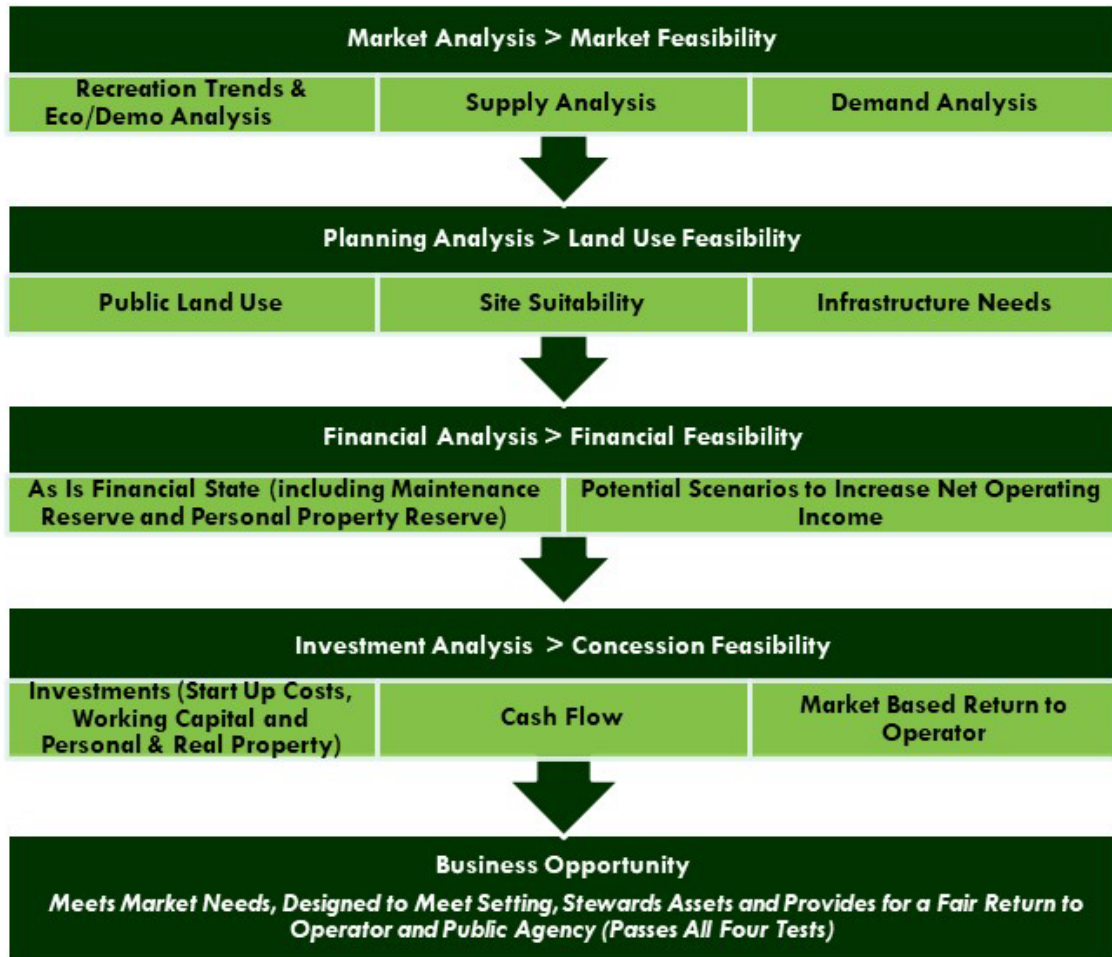 Market Analysis > Market Feasibility
Recreation Trends &
Eco/Demo Analysis
Supply Analysis
Demand Analysis
Planning Analysis > Land Use Feasibility
Public Land Use
Site Suitability
Infrastructure Needs
Financial Analysis > Financial Feasibility
As Is Financial State (including Maintenance
Reserve and Personal Property Reserve)
Potential Scenarios to Increase Net Operating
Income
Investment Analysis > Concession Feasibility
Investments (Start Up Costs,
Working Capital and
Personal & Real Property)
Cash Flow
Market Based Return to
Operator
Business Opportunity
Meets Market Needs, Designed to Meet Setting, Stewards Assets and Provides for a Fair Return to
Operator and Public Agency (Passes All Four Tests)